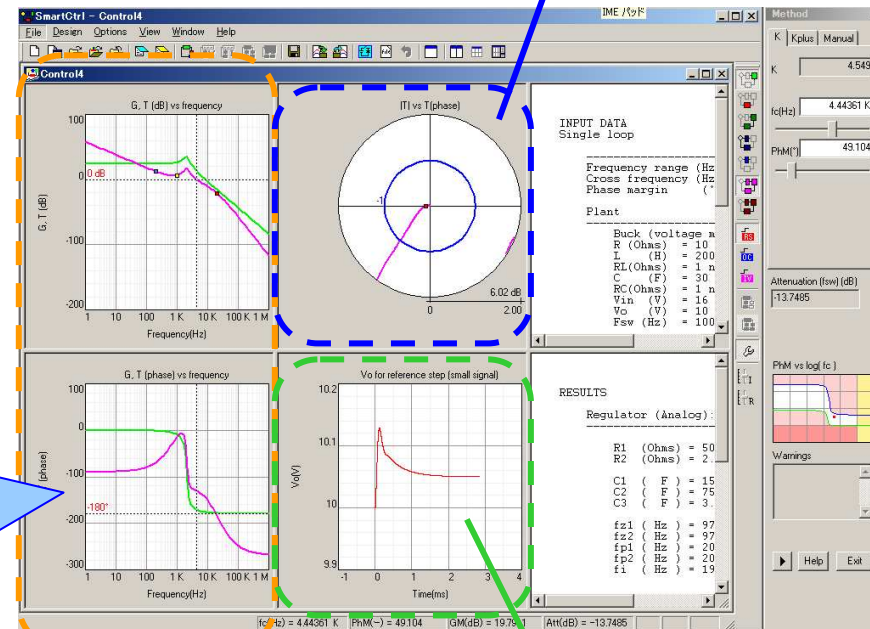 IME パッド
SmartCtrl - Control4
File Design Options View Window Help
Control4
G, T (dB) vs frequency
100
0
-100
-200
0 dB
G, T (dB)
1 10 100 1 K 10 K 100 K 1 M
Frequency(Hz)
|T| vs T(phase)
-1
6.02 dB
0 2.00
INPUT DATA
Single loop
Frequency range (Hz
Cross frequency (Hz
Phase margin (°
Plant
Buck (voltage m
R (Ohms) = 10
L (H) = 200
RL(Ohms) = 1 n
C (F) = 30
RC(Ohms) = 1 n
Vin (V) = 16
Vo (V) = 10
Fsw (Hz) = 100
G, T (phase) vs frequency
100
0
-100
-200
-300
-180°
(phase)
1 10 100 1 K 10 K 100 K 1 M
Frequency(Hz)
Vo for reference step (small signal)
10.2
10.1
10
9.9
Vo(V)
-1 0 1 2 3 4
Time(ms)
RESULTS
Regulator (Analog):
R1 (Ohms) = 50
R2 (Ohms) = 2.
C1 ( F ) = 15
C2 ( F ) = 75
C3 ( F ) = 3.
fz1 ( Hz ) = 97
fz2 ( Hz ) = 97
fp1 ( Hz ) = 20
fp2 ( Hz ) = 20
fi ( Hz ) = 19
fc(Hz) = 4.44361 K PhM(-) = 49.104 Att(dB) = -13.7485
Method
K Kplus Manual
K 4.549
fc(Hz) 4.44361 K
PhM(°) 49.104
Attenuation (fsw) (dB)
-13.7485
PhM vs log( fc )
Warnings
Help Exit